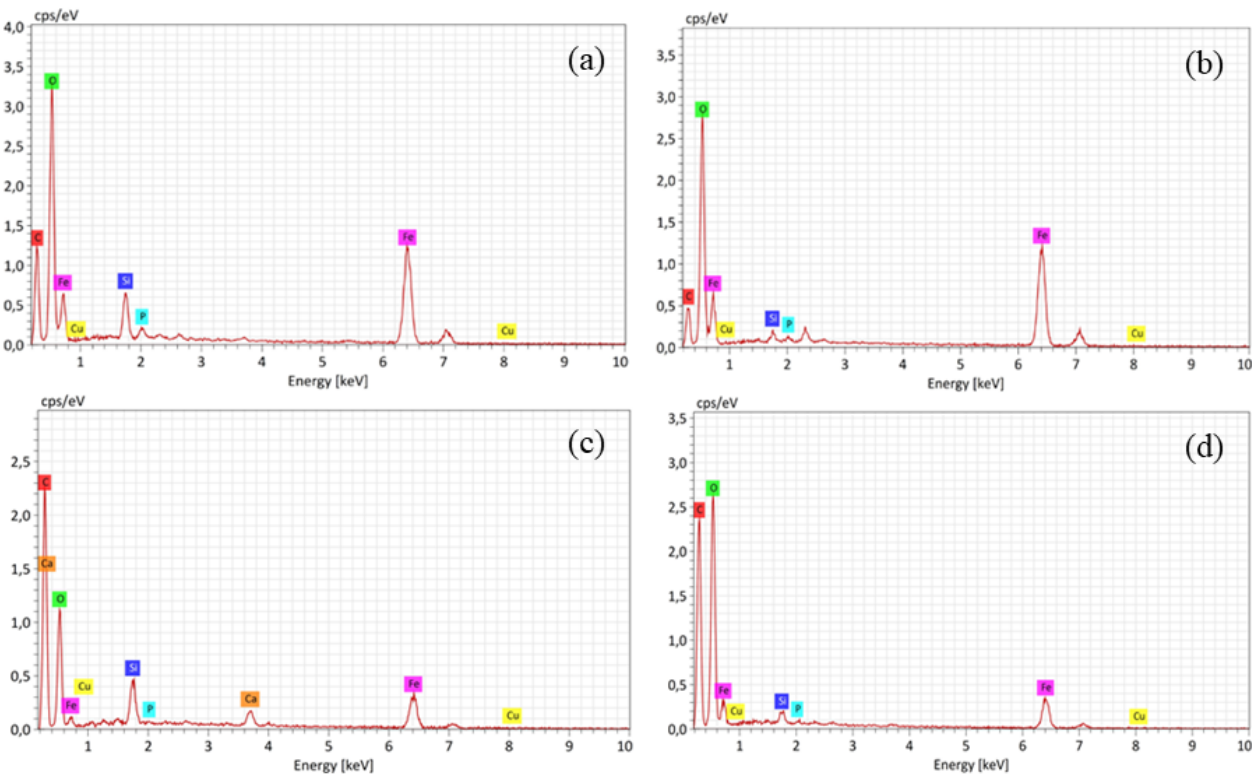 cps/eV
(a)
4,0
3,5
3,0
2,5
2,0
1,5
1,0
0,5
0,0
O
C
Fe
Cu
Si
P
Fe
Cu
1 2 3 4 5 6 7 8 9 10
Energy [keV]
cps/eV
(b)
3,5
3,0
2,5
2,0
1,5
1,0
0,5
0,0
O
C
Fe
Cu
Si
P
Fe
Cu
1 2 3 4 5 6 7 8 9 10
Energy [keV]
cps/eV
(c)
2,5
2,0
1,5
1,0
0,5
0,0
C
Ca
O
Fe
Cu
Si
P
Ca
Fe
Cu
1 2 3 4 5 6 7 8 9 10
Energy [keV]
cps/eV
(d)
3,5
3,0
2,5
2,0
1,5
1,0
0,5
0,0
C
O
Fe
Cu
Si
P
Fe
Cu
1 2 3 4 5 6 7 8 9 10
Energy [keV]